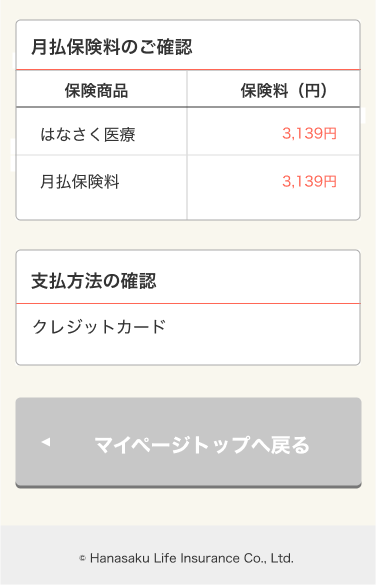 月払保険料のご確認
保険商品 保険料（円）
はなさく医療 3,139円
月払保険料 3,139円
支払方法の確認
クレジットカード
◀ マイページトップへ戻る
© Hanasaku Life Insurance Co., Ltd.